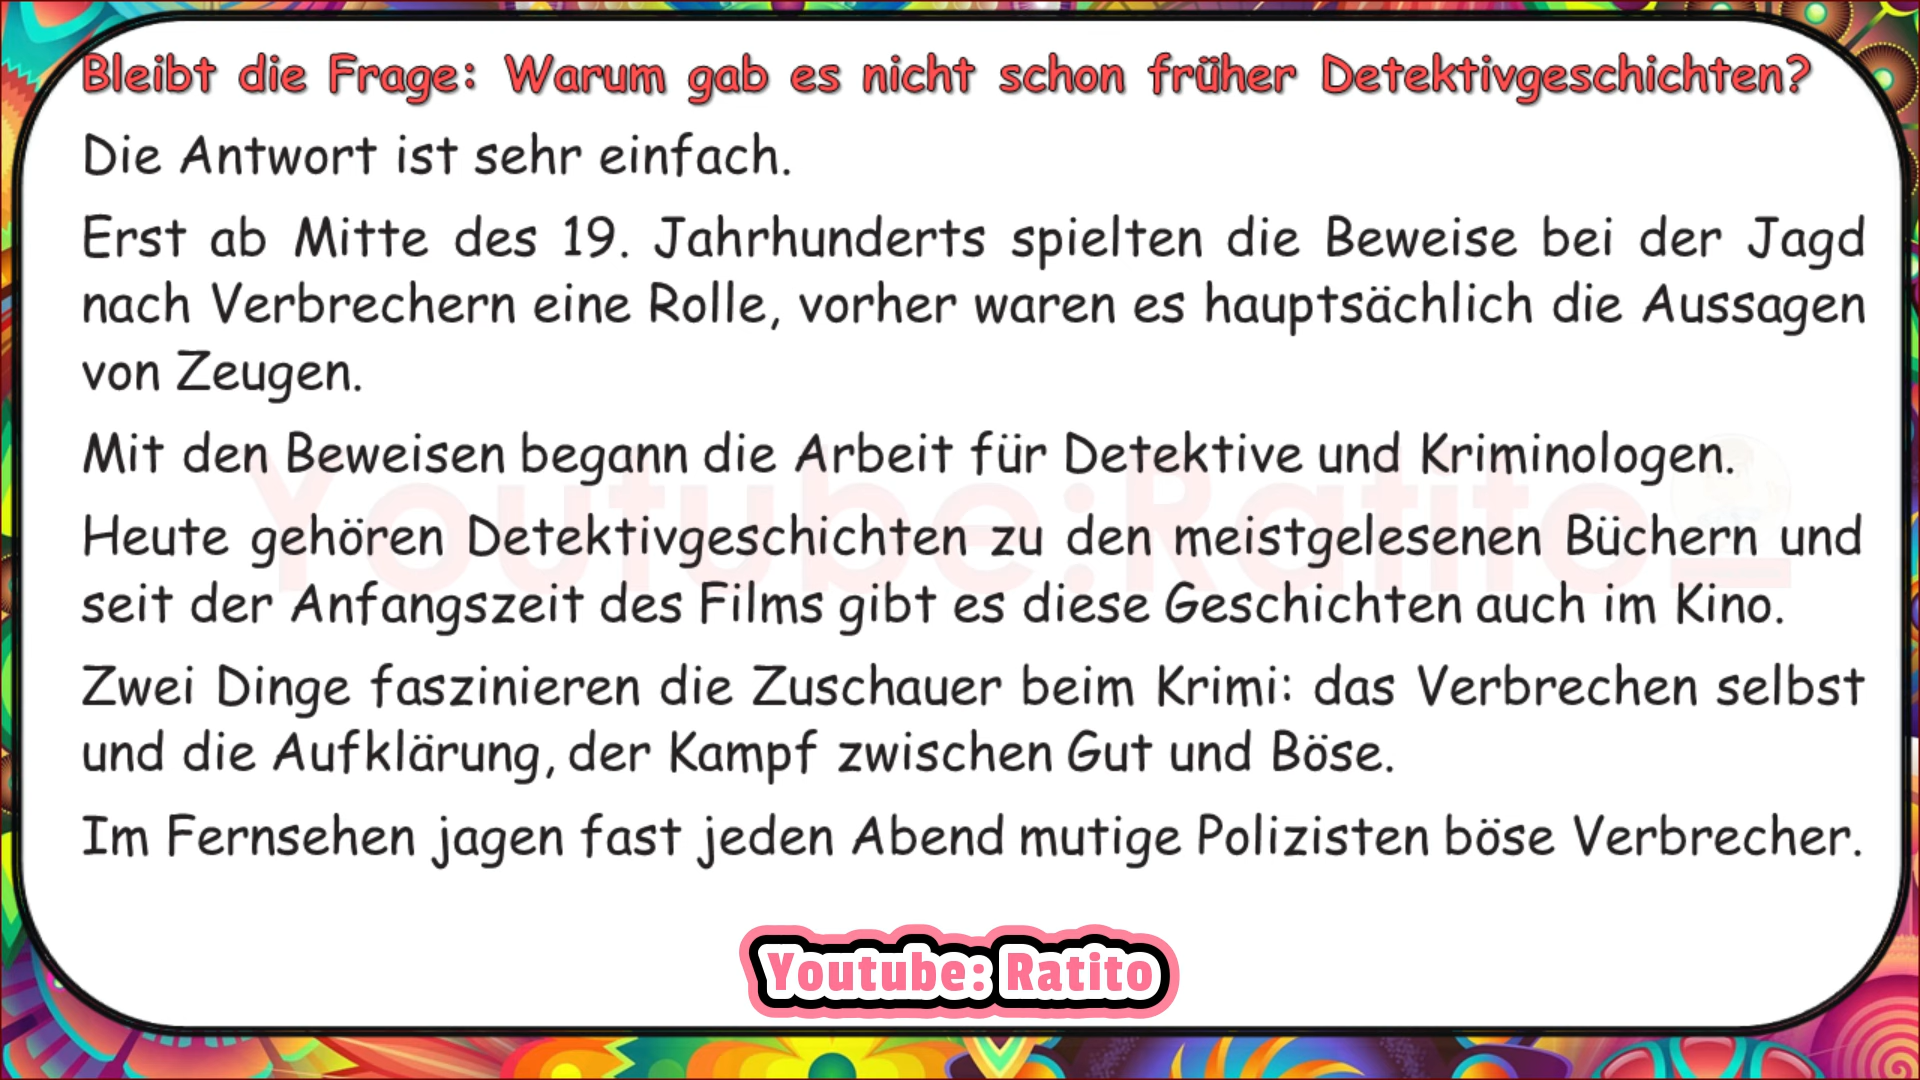 Bleibt die Frage: Warum gab es nicht schon früher Detektivgeschichten?
Die Antwort ist sehr einfach.
Erst ab Mitte des 19. Jahrhunderts spielten die Beweise bei der Jagd
nach Verbrechern eine Rolle, vorher waren es hauptsächlich die Aussagen
von Zeugen.
Mit den Beweisen begann die Arbeit für Detektive und Kriminologen.
Youtube:Ratito
Heute gehören Detektivgeschichten zu den meistgelesenen Büchern und
seit der Anfangszeit des Films gibt es diese Geschichten auch im Kino.
Zwei Dinge faszinieren die Zuschauer beim Krimi: das Verbrechen selbst
und die Aufklärung, der Kampf zwischen Gut und Böse.
Im Fernsehen jagen fast jeden Abend mutige Polizisten böse Verbrecher.
Youtube: Ratito